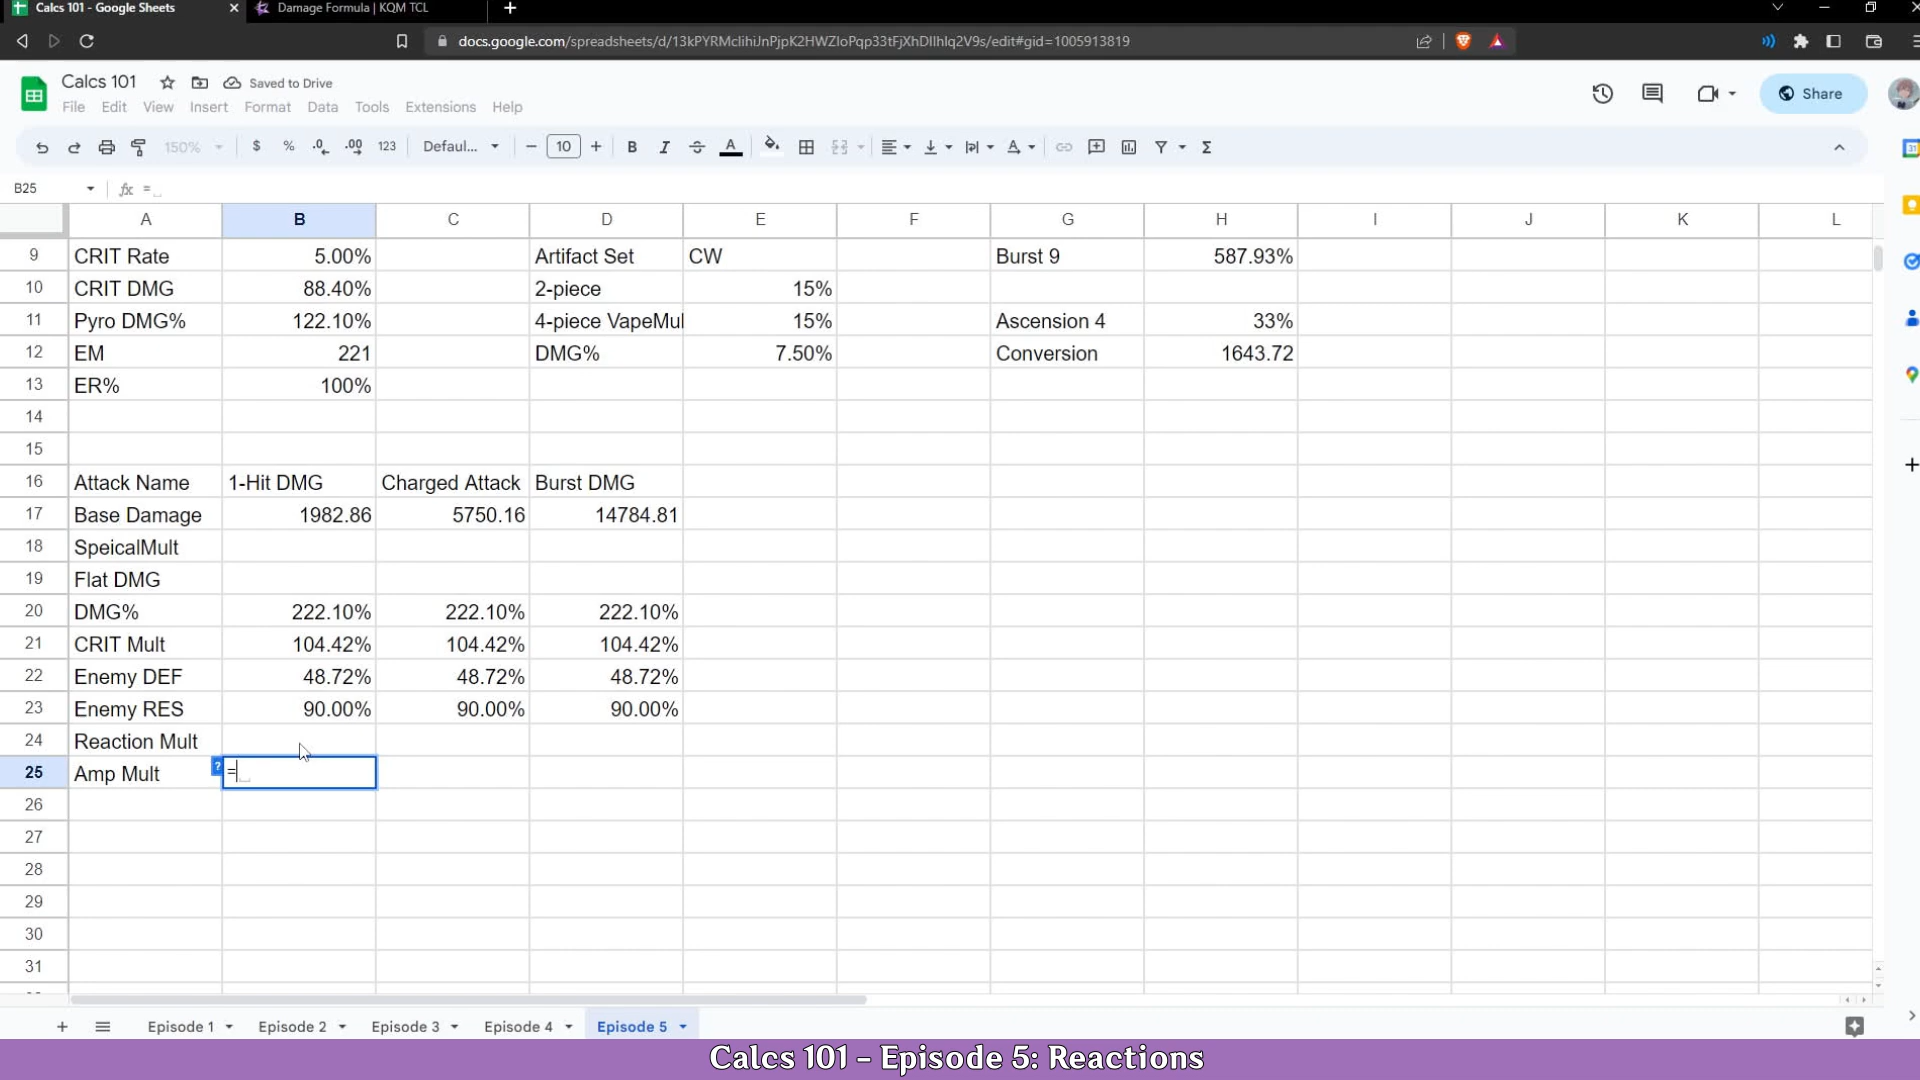 Calcs 101 - Google Sheets
Damage Formula | KQM TCL
docs.google.com/spreadsheets/d/13kPYRMcIihiJnPjpK2HWZIoPqp33tFjXhDIlhlq2V9s/edit#gid=1005913819
Calcs 101
Saved to Drive
File Edit View Insert Format Data Tools Extensions Help
Share
150% $ % .0 .00 123 Defaul... 10 B I A
B25 fx =
A B C D E F G H I J K L
9 CRIT Rate 5.00% Artifact Set CW Burst 9 587.93%
10 CRIT DMG 88.40% 2-piece 15%
11 Pyro DMG% 122.10% 4-piece VapeMul 15% Ascension 4 33%
12 EM 221 DMG% 7.50% Conversion 1643.72
13 ER% 100%
14
15
16 Attack Name 1-Hit DMG Charged Attack Burst DMG
17 Base Damage 1982.86 5750.16 14784.81
18 SpeicalMult
19 Flat DMG
20 DMG% 222.10% 222.10% 222.10%
21 CRIT Mult 104.42% 104.42% 104.42%
22 Enemy DEF 48.72% 48.72% 48.72%
23 Enemy RES 90.00% 90.00% 90.00%
24 Reaction Mult
25 Amp Mult ? =
26
27
28
29
30
31
Episode 1 Episode 2 Episode 3 Episode 4 Episode 5
Calcs 101 - Episode 5: Reactions